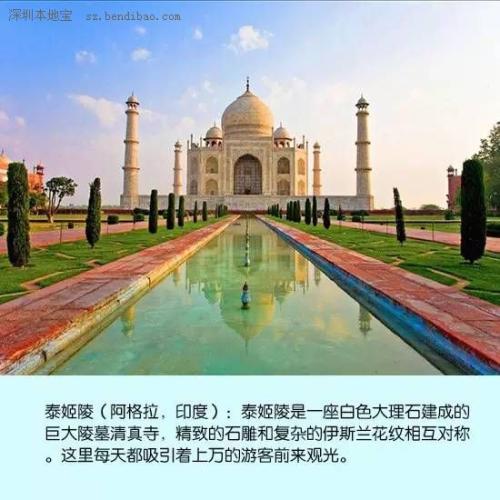 深圳本地宝 sz.bendibao.com
泰姬陵（阿格拉，印度）：泰姬陵是一座白色大理石建成的
巨大陵墓清真寺，精致的石雕和复杂的伊斯兰花纹相互对称
。这里每天都吸引着上万的游客前来观光。